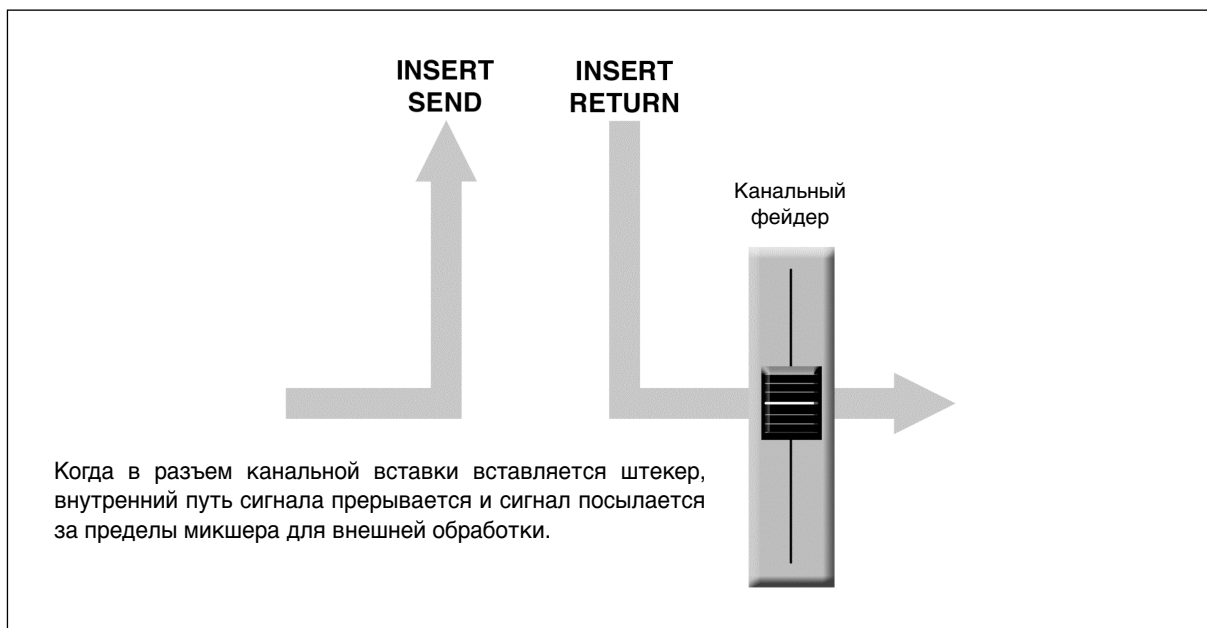 INSERT
SEND
INSERT
RETURN
Канальный
фейдер
Когда в разъем канальной вставки вставляется штекер,
внутренний путь сигнала прерывается и сигнал посылается
за пределы микшера для внешней обработки.